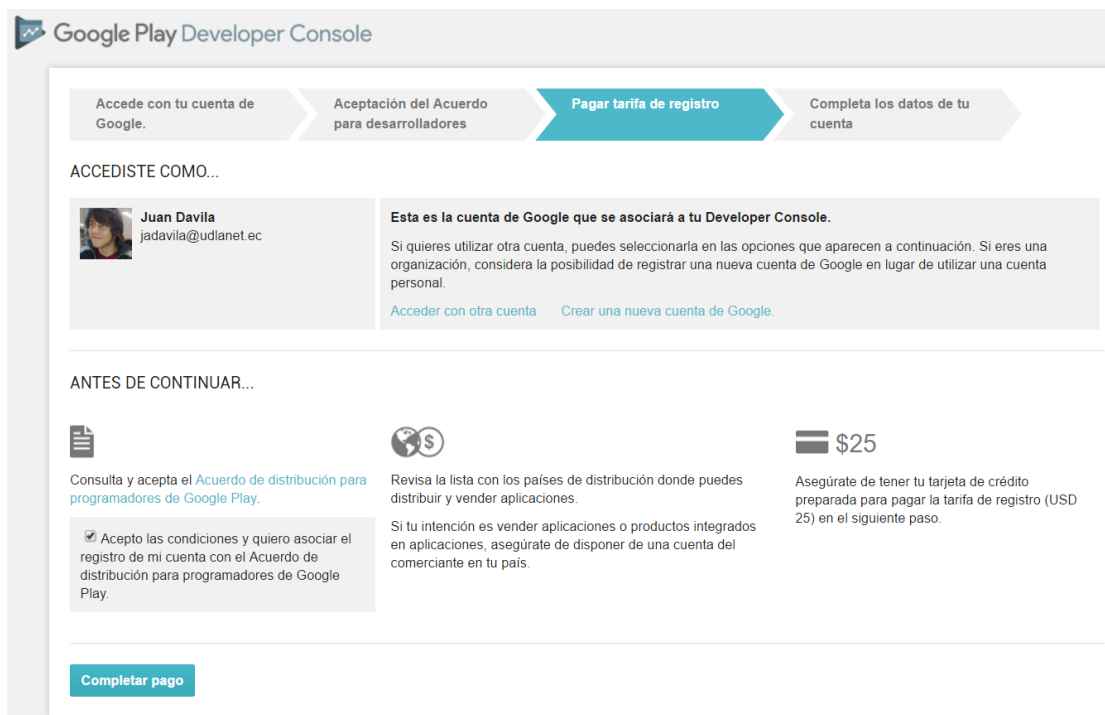 Google Play Developer Console
Accede con tu cuenta de
Google.
Aceptación del Acuerdo
para desarrolladores
Pagar tarifa de registro
Completa los datos de tu
cuenta
ACCEDISTE COMO...
Juan Davila
jadavila@udlanet.ec
Esta es la cuenta de Google que se asociará a tu Developer Console.
Si quieres utilizar otra cuenta, puedes seleccionarla en las opciones que aparecen a continuación. Si eres una
organización, considera la posibilidad de registrar una nueva cuenta de Google en lugar de utilizar una cuenta
personal.
Acceder con otra cuenta Crear una nueva cuenta de Google.
ANTES DE CONTINUAR...
Consulta y acepta el Acuerdo de distribución para
programadores de Google Play.
Acepto las condiciones y quiero asociar el
registro de mi cuenta con el Acuerdo de
distribución para programadores de Google
Play.
$
Revisa la lista con los países de distribución donde puedes
distribuir y vender aplicaciones.
Si tu intención es vender aplicaciones o productos integrados
en aplicaciones, asegúrate de disponer de una cuenta del
comerciante en tu país.
$25
Asegúrate de tener tu tarjeta de crédito
preparada para pagar la tarifa de registro (USD
25) en el siguiente paso.
Completar pago